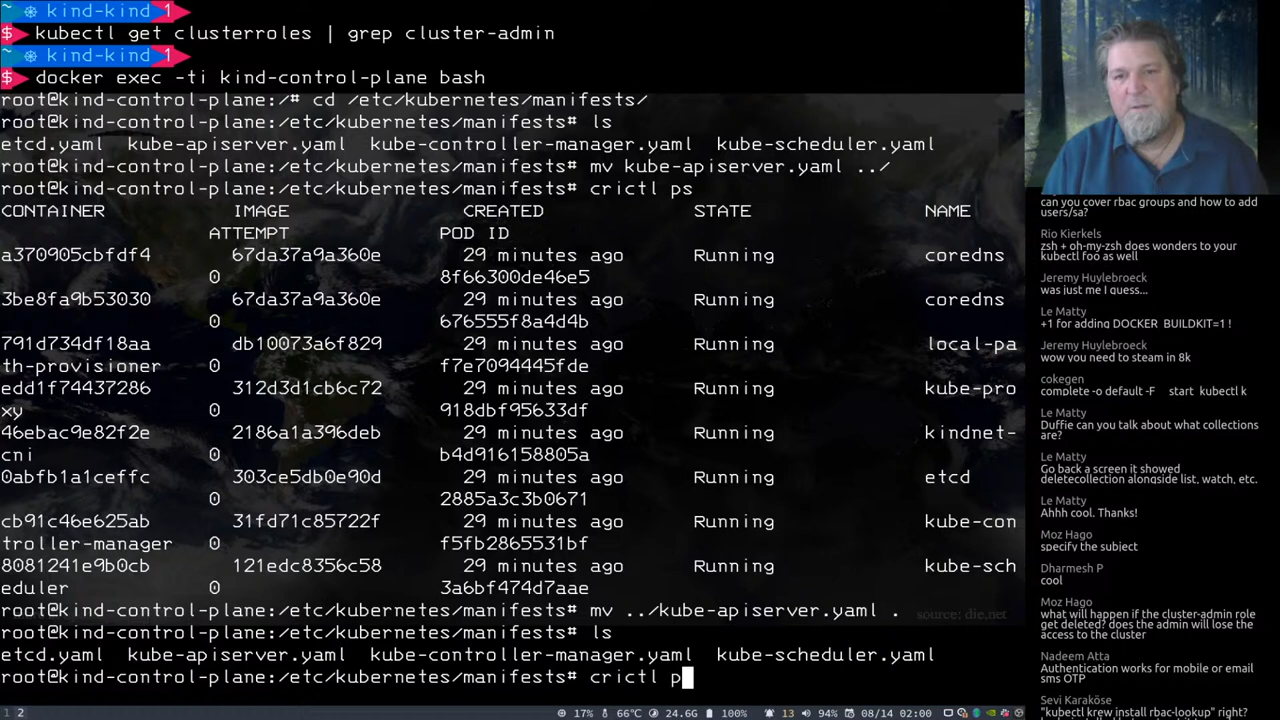 ~ ⎈ kind-kind 1
$ kubectl get clusterroles | grep cluster-admin
~ ⎈ kind-kind 1
$ docker exec -ti kind-control-plane bash
root@kind-control-plane:/# cd /etc/kubernetes/manifests/
root@kind-control-plane:/etc/kubernetes/manifests# ls
etcd.yaml  kube-apiserver.yaml  kube-controller-manager.yaml  kube-scheduler.yaml
root@kind-control-plane:/etc/kubernetes/manifests# mv kube-apiserver.yaml ../
root@kind-control-plane:/etc/kubernetes/manifests# crictl ps
CONTAINER IMAGE CREATED STATE NAME
ATTEMPT POD ID
a370905cbfdf4 67da37a9a360e 29 minutes ago Running coredns
0 8f66300de46e5
3be8fa9b53030 67da37a9a360e 29 minutes ago Running coredns
0 676555f8a4d4b
791d734df18aa db10073a6f829 29 minutes ago Running local-pa
th-provisioner 0 f7e7094445fde
edd1f74437286 312d3d1cb6c72 29 minutes ago Running kube-pro
xy 0 918dbf95633df
46ebac9e82f2e 2186a1a396deb 29 minutes ago Running kindnet-
cni 0 b4d916158805a
0abfb1a1ceffc 303ce5db0e90d 29 minutes ago Running etcd
0 2885a3c3b0671
cb91c46e625ab 31fd71c85722f 29 minutes ago Running kube-con
troller-manager 0 f5fb2865531bf
8081241e9b0cb 121edc8356c58 29 minutes ago Running kube-sch
eduler 0 3a6bf474d7aae
root@kind-control-plane:/etc/kubernetes/manifests# mv ../kube-apiserver.yaml .
source: die.net
root@kind-control-plane:/etc/kubernetes/manifests# ls
etcd.yaml  kube-apiserver.yaml  kube-controller-manager.yaml  kube-scheduler.yaml
root@kind-control-plane:/etc/kubernetes/manifests# crictl p
1 2
17% 66°C 24.6G 100% 13 94% 08/14 02:00
can you cover rbac groups and how to add
users/sa?
Rio Kierkels
zsh + oh-my-zsh does wonders to your
kubectl foo as well
Jeremy Huylebroeck
was just me I guess...
Le Matty
+1 for adding DOCKER_BUILDKIT=1 !
Jeremy Huylebroeck
wow you need to steam in 8k
cokegen
complete -o default -F __start_kubectl k
Le Matty
Duffie can you talk about what collections
are?
Le Matty
Go back a screen it showed
deletecollection alongside list, watch, etc.
Le Matty
Ahhh cool. Thanks!
Moz Hago
specify the subject
Dharmesh P
cool
Moz Hago
what will happen if the cluster-admin role
get deleted? does the admin will lose the
access to the cluster
Nadeem Atta
Authentication works for mobile or email
sms OTP
Sevi Karaköse
"kubectl krew install rbac-lookup" right?